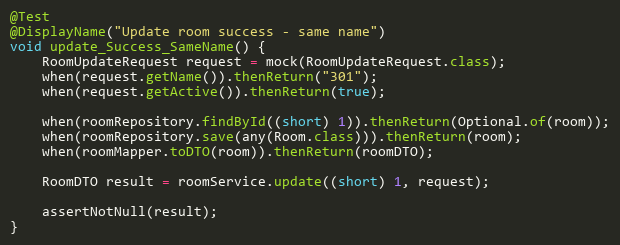 @Test
@DisplayName("Update room success - same name")
void update_Success_SameName() {
    RoomUpdateRequest request = mock(RoomUpdateRequest.class);
    when(request.getName()).thenReturn("301");
    when(request.getActive()).thenReturn(true);

    when(roomRepository.findById((short) 1)).thenReturn(Optional.of(room));
    when(roomRepository.save(any(Room.class))).thenReturn(room);
    when(roomMapper.toDTO(room)).thenReturn(roomDTO);

    RoomDTO result = roomService.update((short) 1, request);

    assertNotNull(result);
}